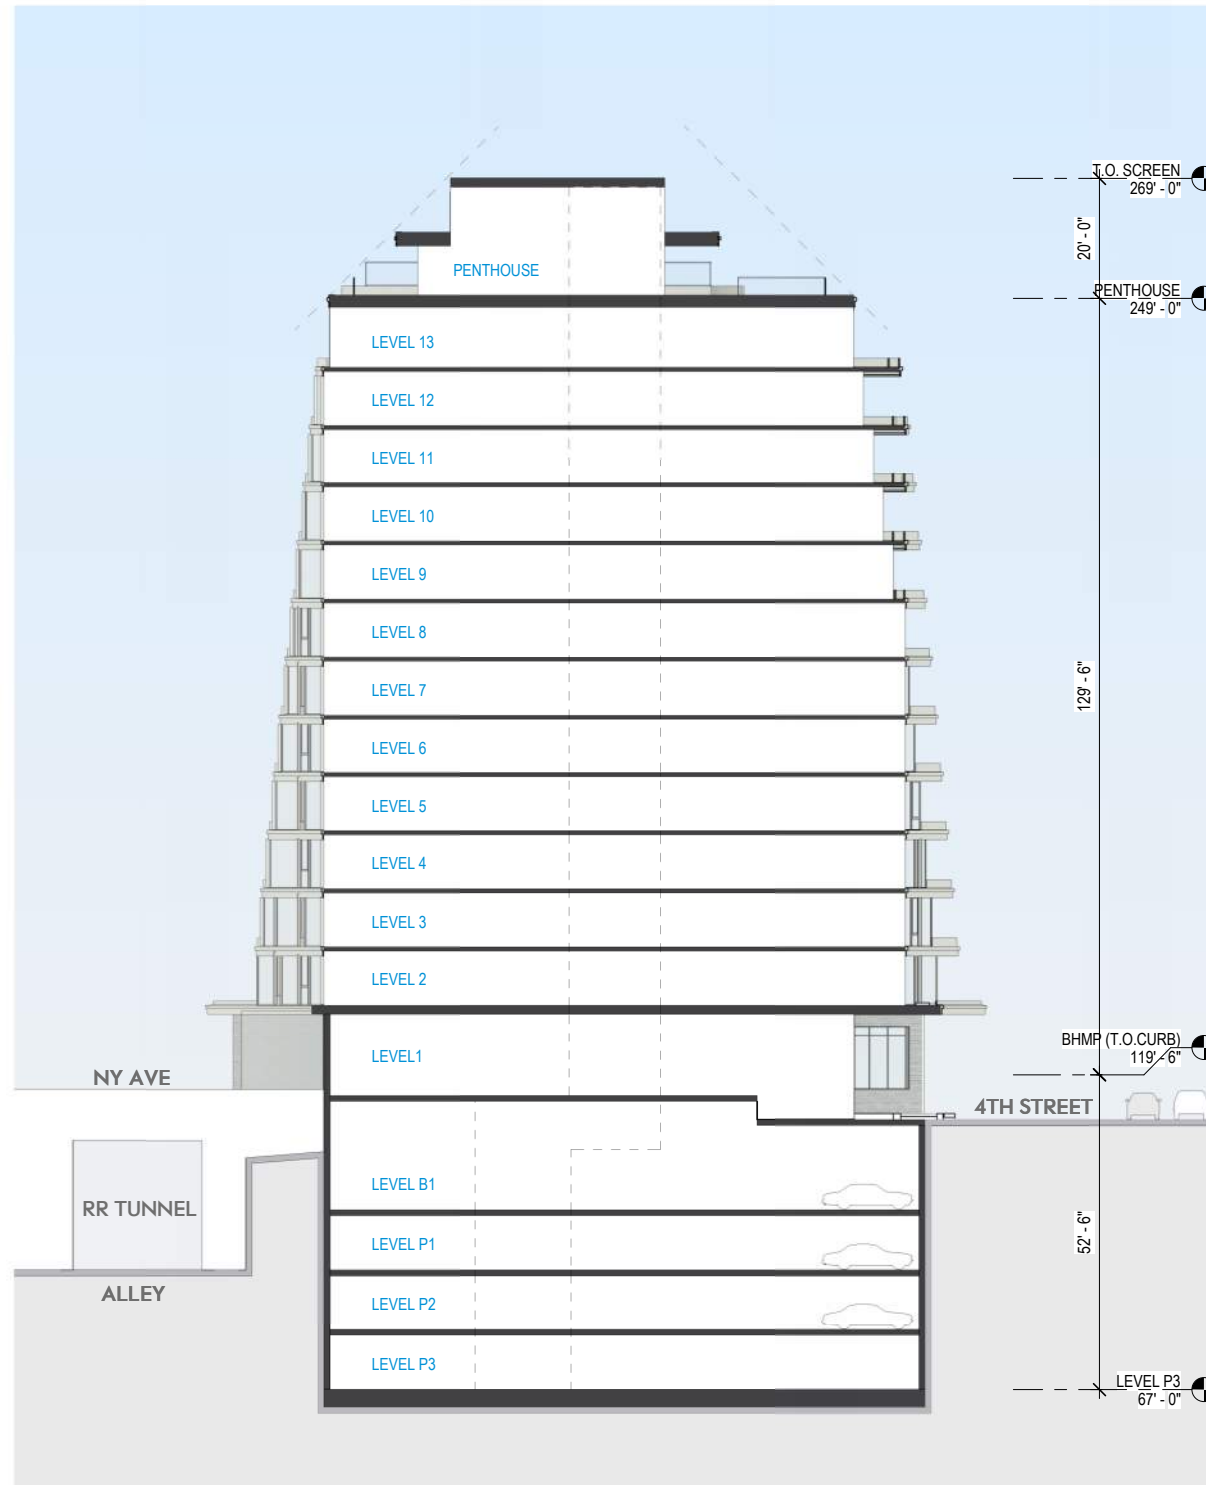 T.O. SCREEN
269' - 0"
20' - 0"
PENTHOUSE
PENTHOUSE
249' - 0"
LEVEL 13
LEVEL 12
LEVEL 11
LEVEL 10
LEVEL 9
LEVEL 8
LEVEL 7
129' - 6"
LEVEL 6
LEVEL 5
LEVEL 4
LEVEL 3
LEVEL 2
LEVEL1
BHMP (T.O.CURB)
119' - 6"
NY AVE
4TH STREET
LEVEL B1
RR TUNNEL
52' - 6"
LEVEL P1
ALLEY
LEVEL P2
LEVEL P3
LEVEL P3
67' - 0"